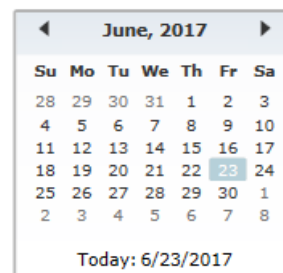 June, 2017
Su Mo Tu We Th Fr Sa
28 29 30 31 1 2 3
4 5 6 7 8 9 10
11 12 13 14 15 16 17
18 19 20 21 22 23 24
25 26 27 28 29 30 1
2 3 4 5 6 7 8
Today: 6/23/2017